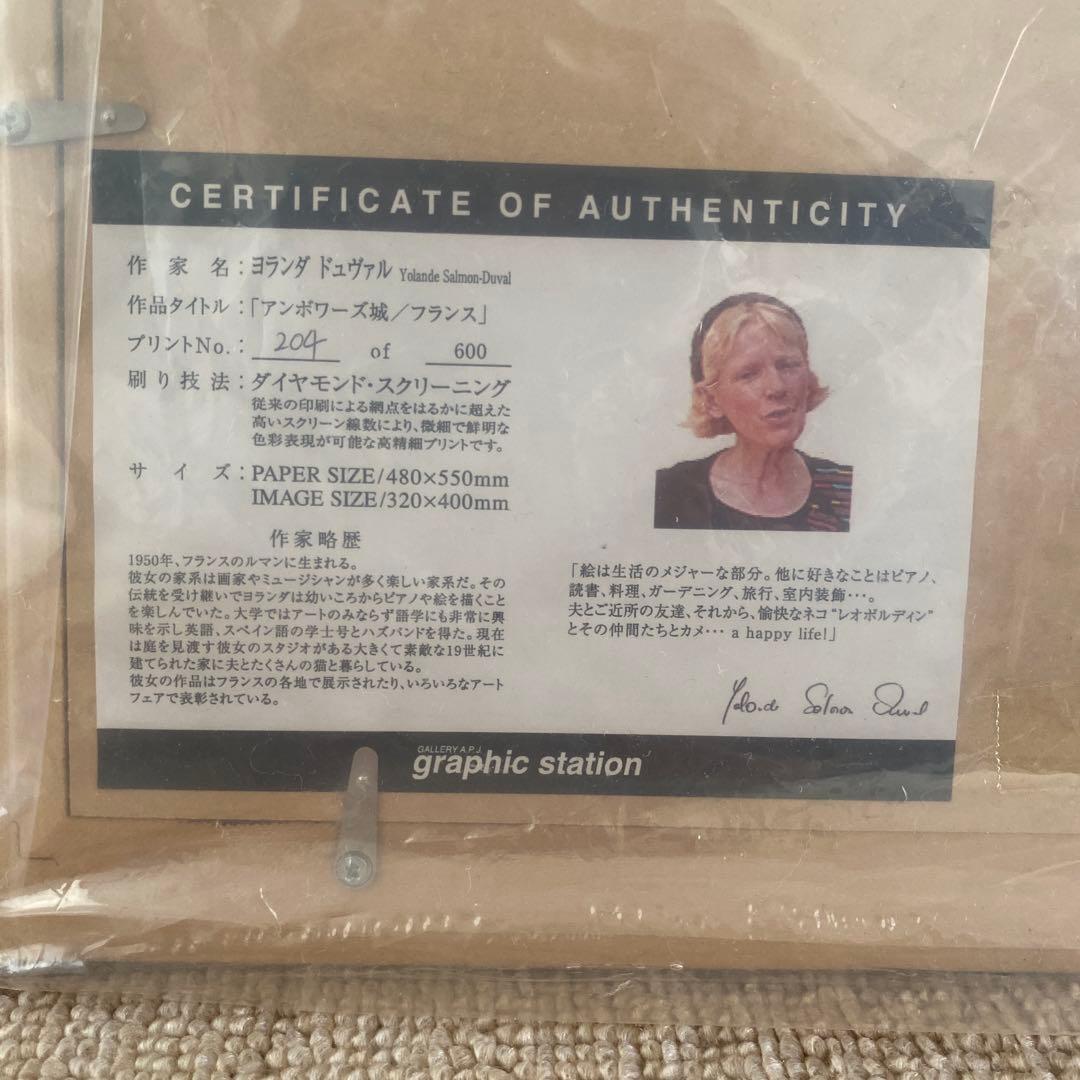 CERTIFICATE OF AUTHENTICITY
作家名：ヨランダ ドュヴァル Yolande Salmon-Duval
作品タイトル：「アンボワーズ城／フランス」
プリントNo.： 204 of 600
刷り技法：ダイヤモンド・スクリーニング
従来の印刷による網点をはるかに超えた
高いスクリーン線数により、微細で鮮明な
色彩表現が可能な高精細プリントです。
サイズ：PAPER SIZE/480×550mm
IMAGE SIZE/320×400mm
作家略歴
1950年、フランスのルマンに生まれる。
彼女の家系は画家やミュージシャンが多く楽しい家系だ。その
伝統を受け継いでヨランダは幼いころからピアノや絵を描くこと
を楽しんでいた。大学ではアートのみならず語学にも非常に興
味を示し英語、スペイン語の学士号とハズバンドを得た。現在
は庭を見渡す彼女のスタジオがある大きくて素敵な19世紀に
建てられた家に夫とたくさんの猫と暮らしている。
彼女の作品はフランスの各地で展示されたり、いろいろなアート
フェアで表彰されている。
「絵は生活のメジャーな部分。他に好きなことはピアノ、
読書、料理、ガーデニング、旅行、室内装飾…。
夫とご近所の友達、それから、愉快なネコ"レオポルディン"
とその仲間たちとカメ… a happy life!」
Yolande Salmon Duval
GALLERY A.P.J.
graphic station